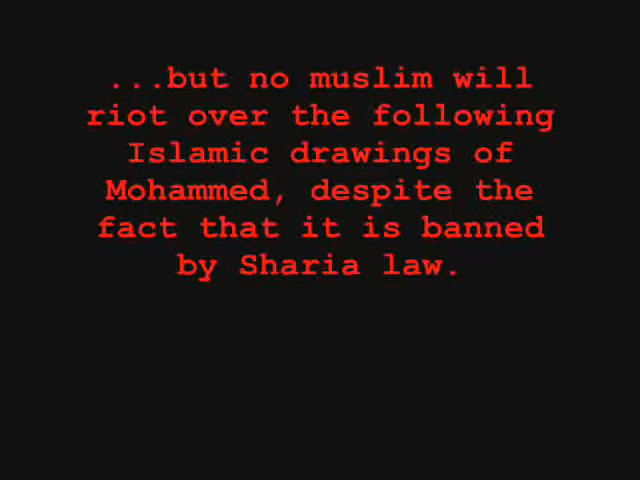 ...but no muslim will
riot over the following
Islamic drawings of
Mohammed, despite the
fact that it is banned
by Sharia law.